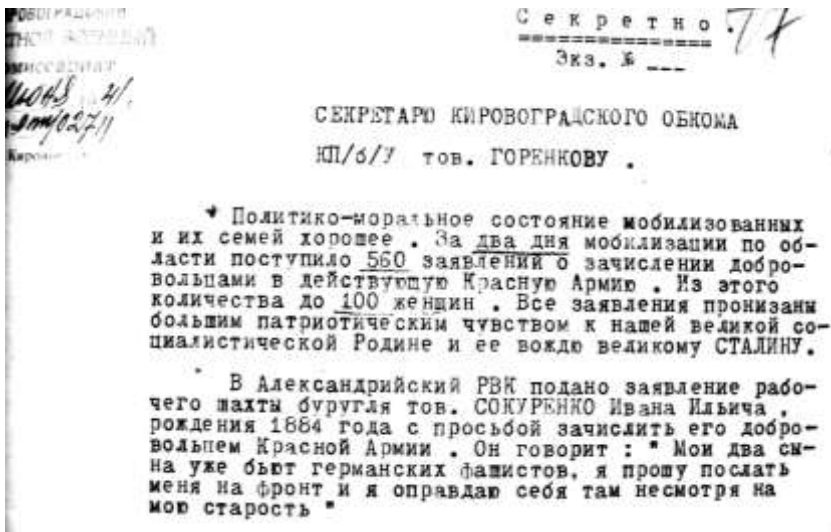 Секретно.
Экз. № ___
77
41.
СЕКРЕТАРЮ КИРОВОГРАДСКОГО ОБКОМА
КП/б/У тов. ГОРЕНКОВУ .
Политико-моральное состояние мобилизованных
и их семей хорошее . За два дня мобилизации по об-
ласти поступило 560 заявлений о зачислении добро-
вольцами в действующую Красную Армию . Из этого
количества до 100 женщин . Все заявления пронизаны
большим патриотическим чувством к нашей великой со-
циалистической Родине и ее вождю великому СТАЛИНУ.
В Александрийский РВК подано заявление рабо-
чего шахты буругля тов. СОКУРЕНКО Ивана Ильича ,
рождения 1884 года с просьбой зачислить его добро-
вольцем Красной Армии . Он говорит : " Мои два сы-
на уже бьют германских фашистов, я прошу послать
меня на фронт и я оправдаю себя там несмотря на
мою старость "